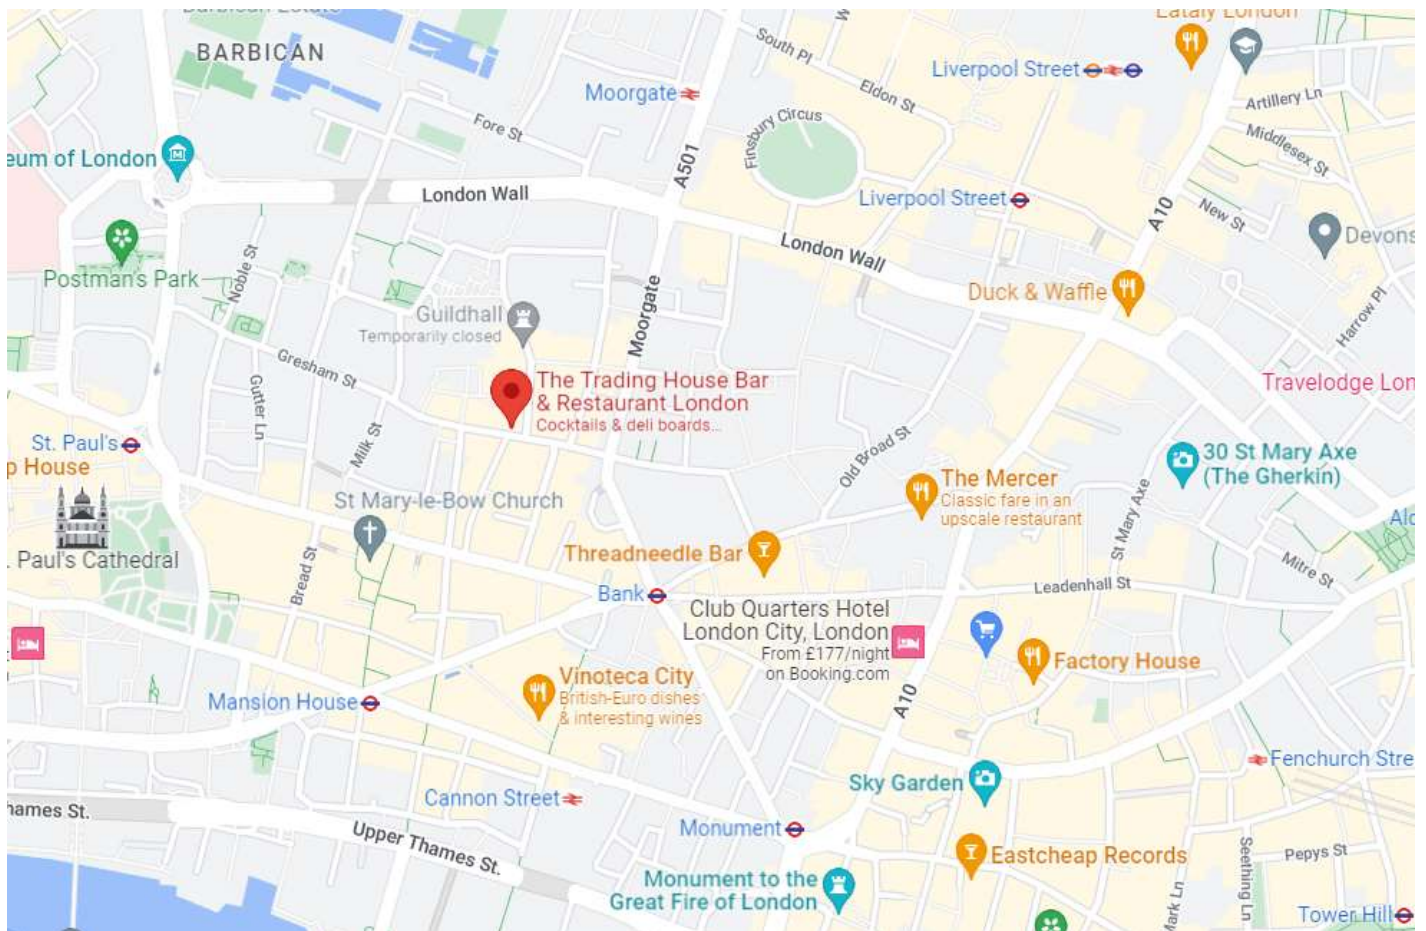 Barbican Estate
Eataly London
BARBICAN
South Pl
Liverpool Street
Moorgate
Eldon St
Artillery Ln
Fore St
Finsbury Circus
Middlesex St
eum of London
A501
London Wall
Liverpool Street
A10
New St
Devons
London Wall
Postman's Park
Noble St
Duck & Waffle
Harrow Pl
Guildhall
Temporarily closed
Moorgate
Gresham St
The Trading House Bar
& Restaurant London
Cocktails & deli boards...
Travelodge Lon
Gutter Ln
Milk St
St. Paul's
p House
Old Broad St
30 St Mary Axe
(The Gherkin)
The Mercer
Classic fare in an
upscale restaurant
St Mary-le-Bow Church
St Mary Axe
Ald
. Paul's Cathedral
Bread St
Threadneedle Bar
Mitre St
Bank
Leadenhall St
Club Quarters Hotel
London City, London
From £177/night
on Booking.com
Factory House
Vinoteca City
British-Euro dishes
& interesting wines
Mansion House
A10
Fenchurch Stre
Sky Garden
Cannon Street
hames St.
Upper Thames St.
Monument
Eastcheap Records
Seething Ln
Pepys St
Monument to the
Great Fire of London
Mark Ln
Tower Hill